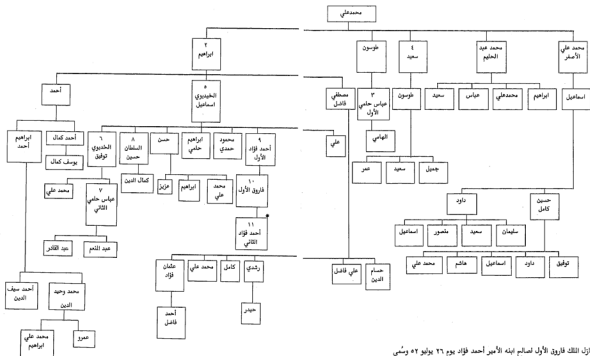 محمدعلي
٢ ابراهيم
طوسون
٤ سعيد
محمد عبد الحليم
محمد علي الأصغر
أحمد
٥ الخديوي اسماعيل
مصطفى فاضل
٣ عباس حلمي الأول
طوسون
سعيد
عباس
محمدعلي
ابراهيم
اسماعيل
ابراهيم أحمد
أحمد كمال
يوسف كمال
٦ الخديوي توفيق
٨ السلطان حسين
حسن
ابراهيم حلمي
محمود حمدي
٩ أحمد فؤاد الأول
علي
الهامي
محمد علي
٧ عباس حلمي الثاني
كمال الدين
عزيز
ابراهيم
محمد علي
١٠ فاروق الأول
عمر
سعيد
جميل
عبد القادر
عبد المنعم
١١ أحمد فؤاد الثاني
داود
حسين كامل
اسماعيل
منصور
سعيد
سليمان
أحمد سيف الدين
محمد وحيد الدين
عثمان فؤاد
محمد علي
كامل
رشدي
علي فاضل
حسام الدين
محمد علي
هاشم
اسماعيل
داود
توفيق
محمد علي ابراهيم
عمرو
أحمد فاضل
حيدر
ازل الملك فاروق الأول لصالح ابنه الأمير أحمد فؤاد يوم ٢٦ يوليو ٥٢ وسُمي